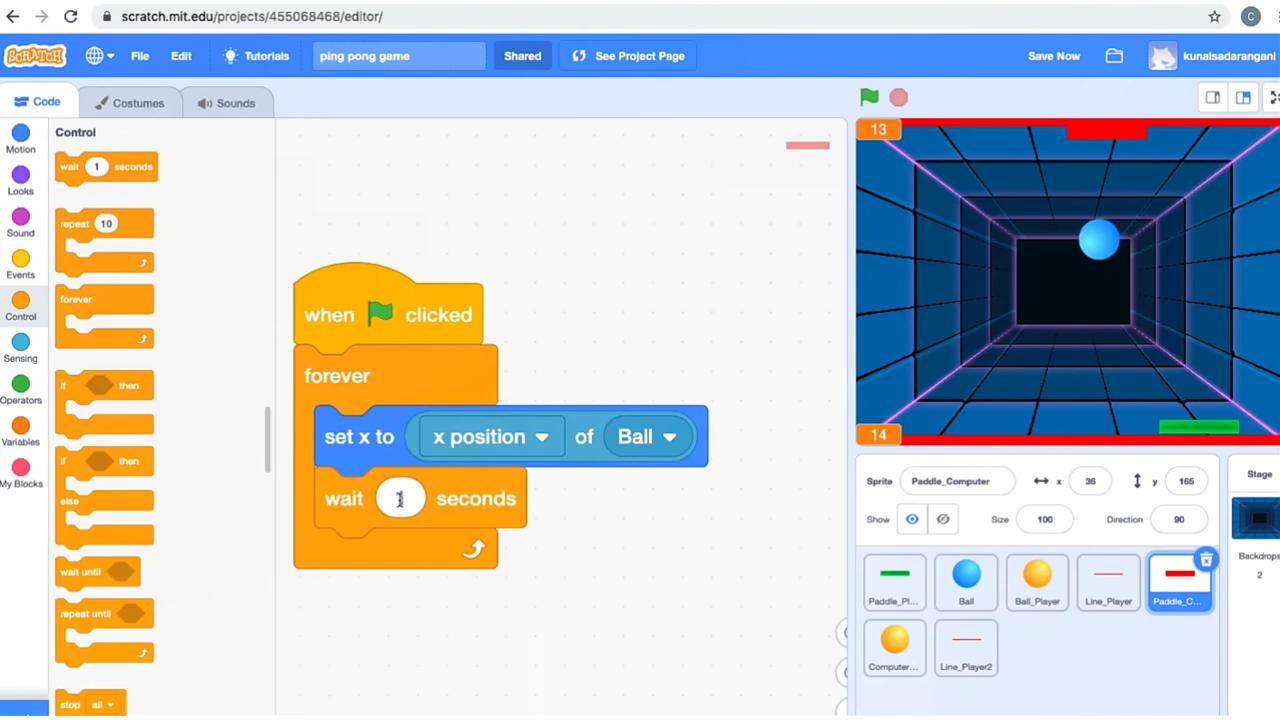 scratch.mit.edu/projects/455068468/editor/
C
SCRATCH
File
Edit
Tutorials
ping pong game
Shared
See Project Page
Save Now
kunalsadarangani
Code
Costumes
Sounds
Motion
Looks
Sound
Events
Control
Sensing
Operators
Variables
My Blocks
Control
wait 1 seconds
repeat 10
forever
if then
if then
else
wait until
repeat until
stop all
when clicked
forever
set x to x position of Ball
wait 1 seconds
13
14
Sprite Paddle_Computer x 36 y 165
Show Size 100 Direction 90
Paddle_Pl...
Ball
Ball_Player
Line_Player
Paddle_C...
Computer...
Line_Player2
Stage
Backdrops
2